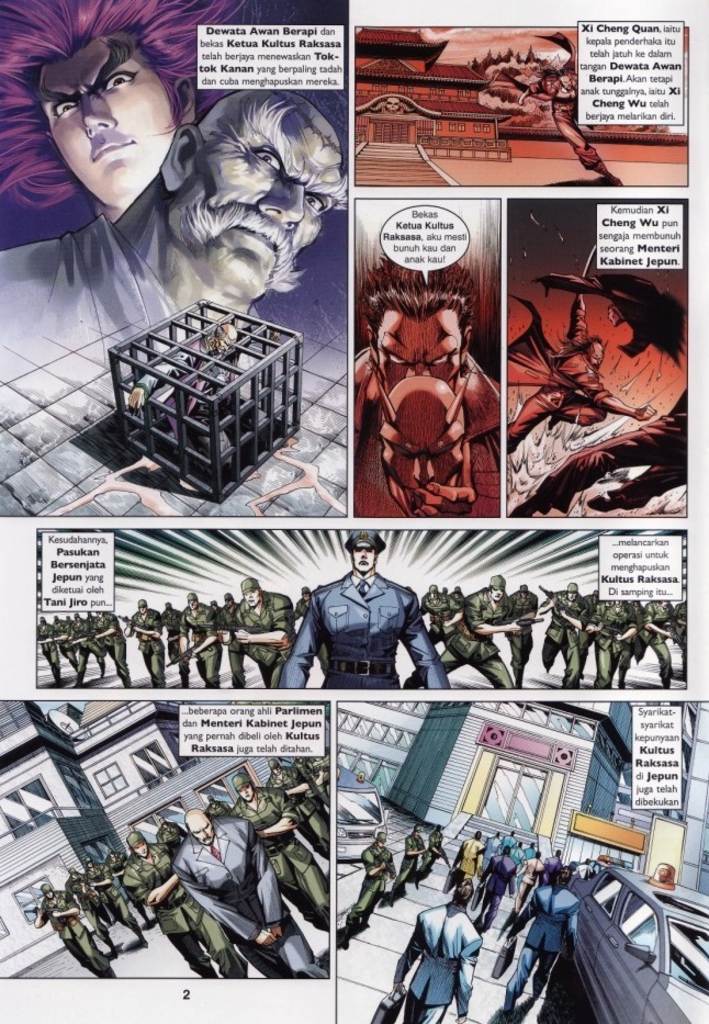 Dewata Awan Berapi dan
bekas Ketua Kultus Raksasa
telah berjaya menewaskan Tok-
tok Kanan yang berpaling tadah
dan cuba menghapuskan mereka.
Xi Cheng Quan, iaitu
kepala penderhaka itu
telah jatuh ke dalam
tangan Dewata Awan
Berapi. Akan tetapi
anak tunggalnya, iaitu Xi
Cheng Wu telah
berjaya melarikan diri.
Bekas
Ketua Kultus
Raksasa, aku mesti
bunuh kau dan
anak kau!
Kemudian Xi
Cheng Wu pun
sengaja membunuh
seorang Menteri
Kabinet Jepun.
Kesudahannya,
Pasukan
Bersenjata
Jepun yang
diketuai oleh
Tani Jiro pun...
...melancarkan
operasi untuk
menghapuskan
Kultus Raksasa.
Di samping itu...
...beberapa orang ahli Parlimen
dan Menteri Kabinet Jepun
yang pernah dibeli oleh Kultus
Raksasa juga telah ditahan.
Syarikat-
syarikat
kepunyaan
Kultus
Raksasa
di Jepun
juga telah
dibekukan
2